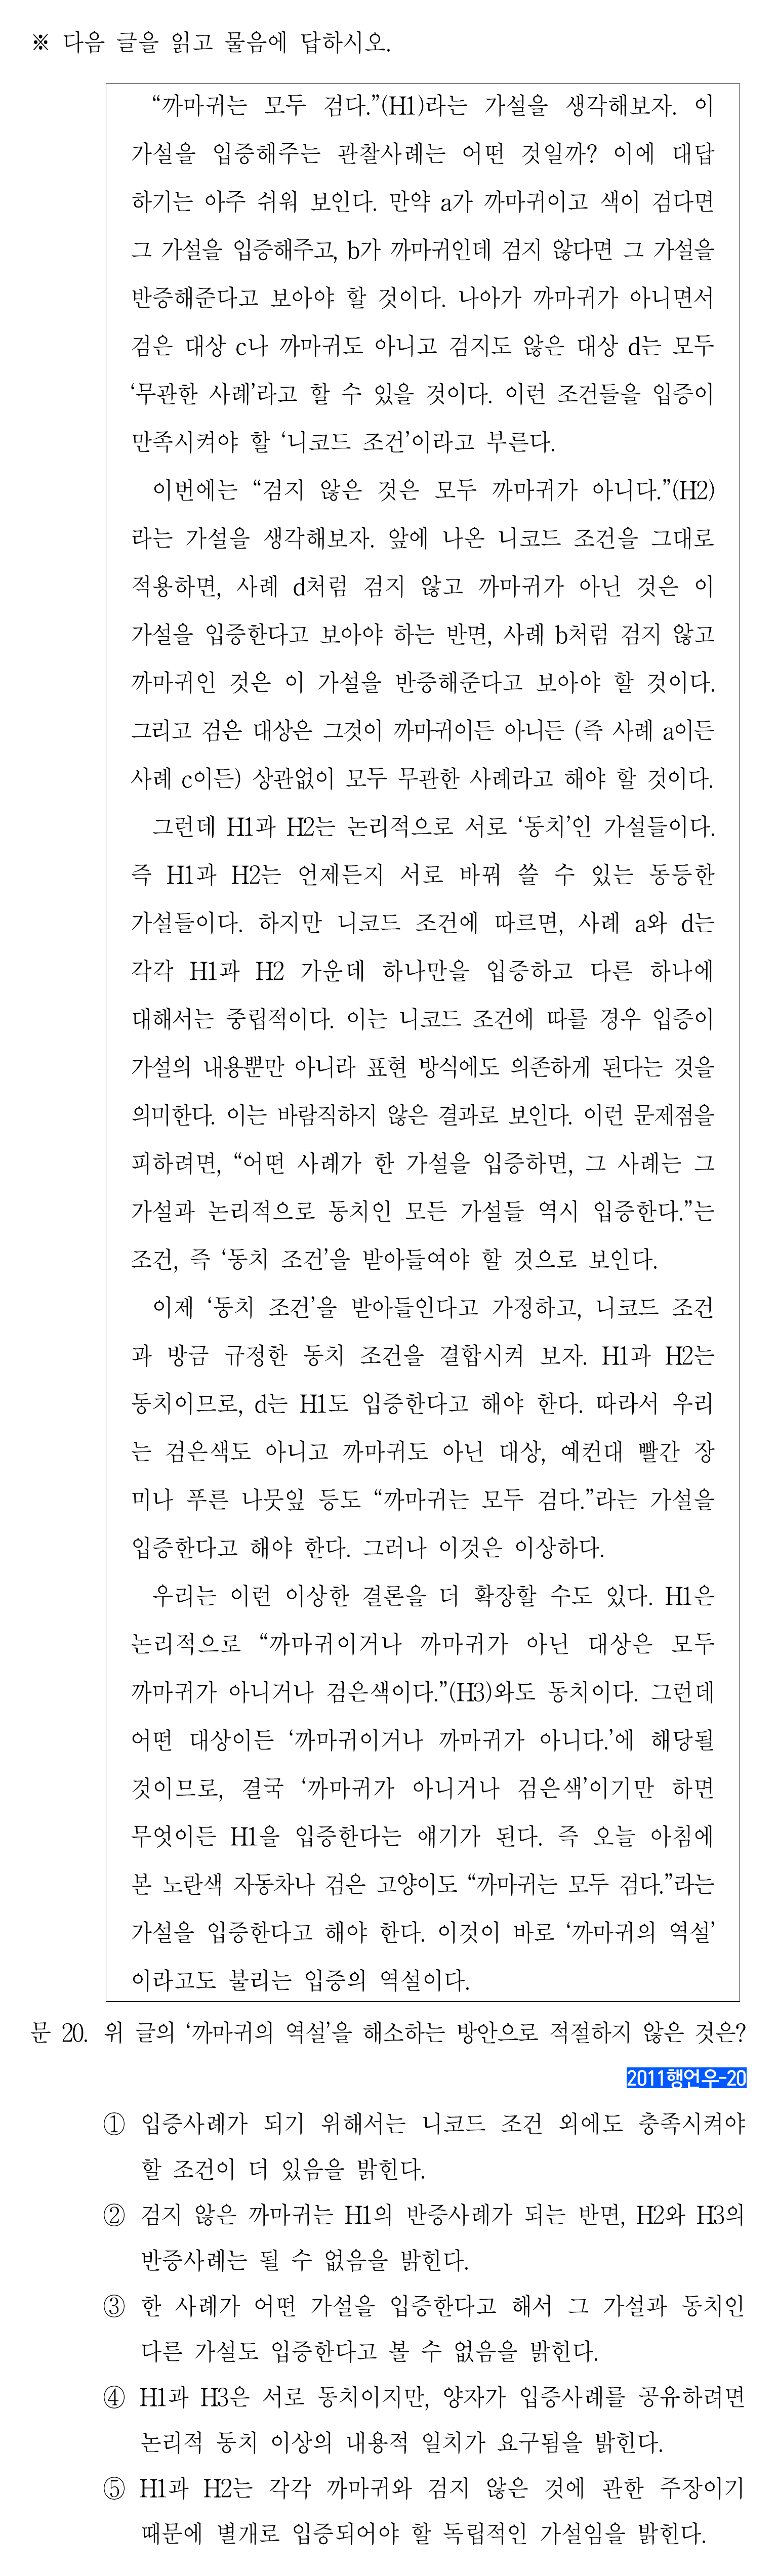 ※ 다음 글을 읽고 물음에 답하시오.
“까마귀는 모두 검다.”(H1)라는 가설을 생각해보자. 이
가설을 입증해주는 관찰사례는 어떤 것일까? 이에 대답
하기는 아주 쉬워 보인다. 만약 a가 까마귀이고 색이 검다면
그 가설을 입증해주고, b가 까마귀인데 검지 않다면 그 가설을
반증해준다고 보아야 할 것이다. 나아가 까마귀가 아니면서
검은 대상 c나 까마귀도 아니고 검지도 않은 대상 d는 모두
‘무관한 사례’라고 할 수 있을 것이다. 이런 조건들을 입증이
만족시켜야 할 ‘니코드 조건’이라고 부른다.
이번에는 “검지 않은 것은 모두 까마귀가 아니다.”(H2)
라는 가설을 생각해보자. 앞에 나온 니코드 조건을 그대로
적용하면, 사례 d처럼 검지 않고 까마귀가 아닌 것은 이
가설을 입증한다고 보아야 하는 반면, 사례 b처럼 검지 않고
까마귀인 것은 이 가설을 반증해준다고 보아야 할 것이다.
그리고 검은 대상은 그것이 까마귀이든 아니든 (즉 사례 a이든
사례 c이든) 상관없이 모두 무관한 사례라고 해야 할 것이다.
그런데 H1과 H2는 논리적으로 서로 ‘동치’인 가설들이다.
즉 H1과 H2는 언제든지 서로 바꿔 쓸 수 있는 동등한
가설들이다. 하지만 니코드 조건에 따르면, 사례 a와 d는
각각 H1과 H2 가운데 하나만을 입증하고 다른 하나에
대해서는 중립적이다. 이는 니코드 조건에 따를 경우 입증이
가설의 내용뿐만 아니라 표현 방식에도 의존하게 된다는 것을
의미한다. 이는 바람직하지 않은 결과로 보인다. 이런 문제점을
피하려면, “어떤 사례가 한 가설을 입증하면, 그 사례는 그
가설과 논리적으로 동치인 모든 가설들 역시 입증한다.”는
조건, 즉 ‘동치 조건’을 받아들여야 할 것으로 보인다.
이제 ‘동치 조건’을 받아들인다고 가정하고, 니코드 조건
과 방금 규정한 동치 조건을 결합시켜 보자. H1과 H2는
동치이므로, d는 H1도 입증한다고 해야 한다. 따라서 우리
는 검은색도 아니고 까마귀도 아닌 대상, 예컨대 빨간 장
미나 푸른 나뭇잎 등도 “까마귀는 모두 검다.”라는 가설을
입증한다고 해야 한다. 그러나 이것은 이상하다.
우리는 이런 이상한 결론을 더 확장할 수도 있다. H1은
논리적으로 “까마귀이거나 까마귀가 아닌 대상은 모두
까마귀가 아니거나 검은색이다.”(H3)와도 동치이다. 그런데
어떤 대상이든 ‘까마귀이거나 까마귀가 아니다.’에 해당될
것이므로, 결국 ‘까마귀가 아니거나 검은색’이기만 하면
무엇이든 H1을 입증한다는 얘기가 된다. 즉 오늘 아침에
본 노란색 자동차나 검은 고양이도 “까마귀는 모두 검다.”라는
가설을 입증한다고 해야 한다. 이것이 바로 ‘까마귀의 역설’
이라고도 불리는 입증의 역설이다.
문 20. 위 글의 ‘까마귀의 역설’을 해소하는 방안으로 적절하지 않은 것은?
2011행언우-20
① 입증사례가 되기 위해서는 니코드 조건 외에도 충족시켜야
할 조건이 더 있음을 밝힌다.
② 검지 않은 까마귀는 H1의 반증사례가 되는 반면, H2와 H3의
반증사례는 될 수 없음을 밝힌다.
③ 한 사례가 어떤 가설을 입증한다고 해서 그 가설과 동치인
다른 가설도 입증한다고 볼 수 없음을 밝힌다.
④ H1과 H3은 서로 동치이지만, 양자가 입증사례를 공유하려면
논리적 동치 이상의 내용적 일치가 요구됨을 밝힌다.
⑤ H1과 H2는 각각 까마귀와 검지 않은 것에 관한 주장이기
때문에 별개로 입증되어야 할 독립적인 가설임을 밝힌다.